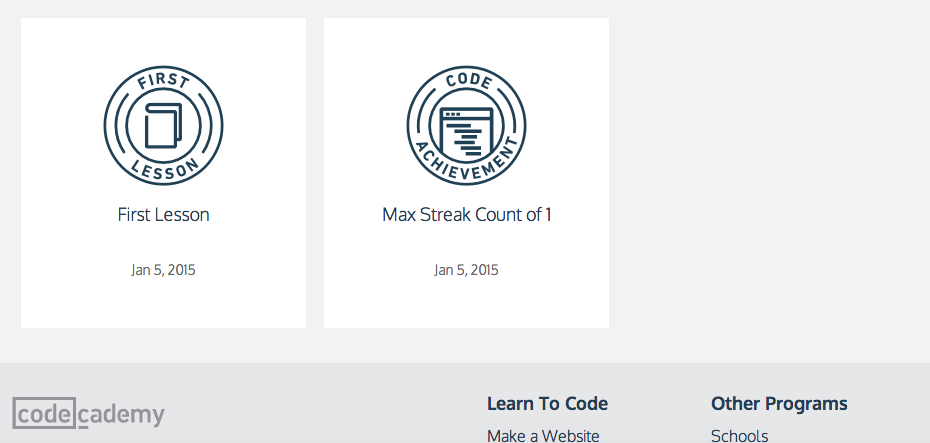 FIRST
LESSON
First Lesson
Jan 5, 2015
CODE
ACHIEVEMENT
Max Streak Count of 1
Jan 5, 2015
codecademy
Learn To Code
Make a Website
Other Programs
Schools